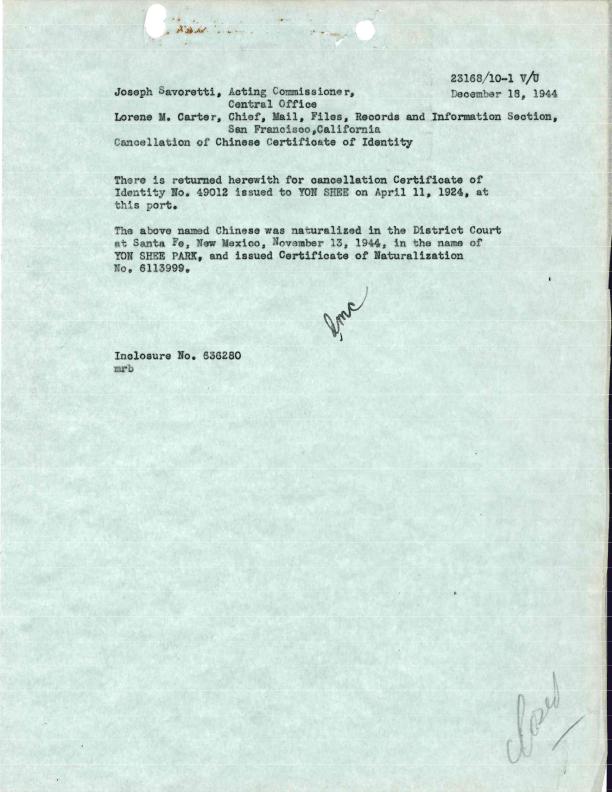 23168/10-1 V/U
Joseph Savoretti, Acting Commissioner, December 18, 1944
Central Office
Lorene M. Carter, Chief, Mail, Files, Records and Information Section,
San Francisco,California
Cancellation of Chinese Certificate of Identity
There is returned herewith for cancellation Certificate of
Identity No. 49012 issued to YON SHEE on April 11, 1924, at
this port.
The above named Chinese was naturalized in the District Court
at Santa Fe, New Mexico, November 13, 1944, in the name of
YON SHEE PARK, and issued Certificate of Naturalization
No. 6113999.
lmc
Inclosure No. 636280
mrb
closed